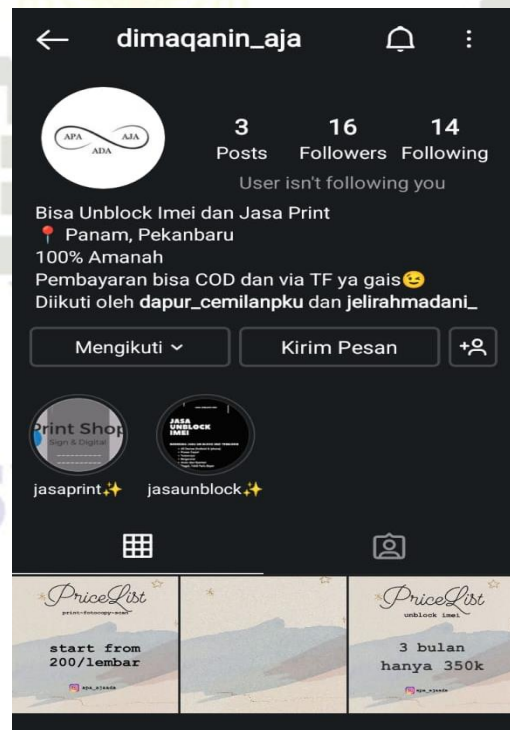 dimaqanin_aja
APA
AJA
ADA
3
16
14
Posts
Followers
Following
User isn't following you
Bisa Unblock Imei dan Jasa Print
📍 Panam, Pekanbaru
100% Amanah
Pembayaran bisa COD dan via TF ya gais😉
Diikuti oleh dapur_cemilanpku dan jelirahmadani_
Mengikuti
Kirim Pesan
Print Shop
Sign & Digital
JASA
UNBLOCK
IMEI
jasaprint✨
jasaunblock✨
PriceList
print-fotocopy-scan
start from
200/lembar
PriceList
unblock imei
3 bulan
hanya 350k